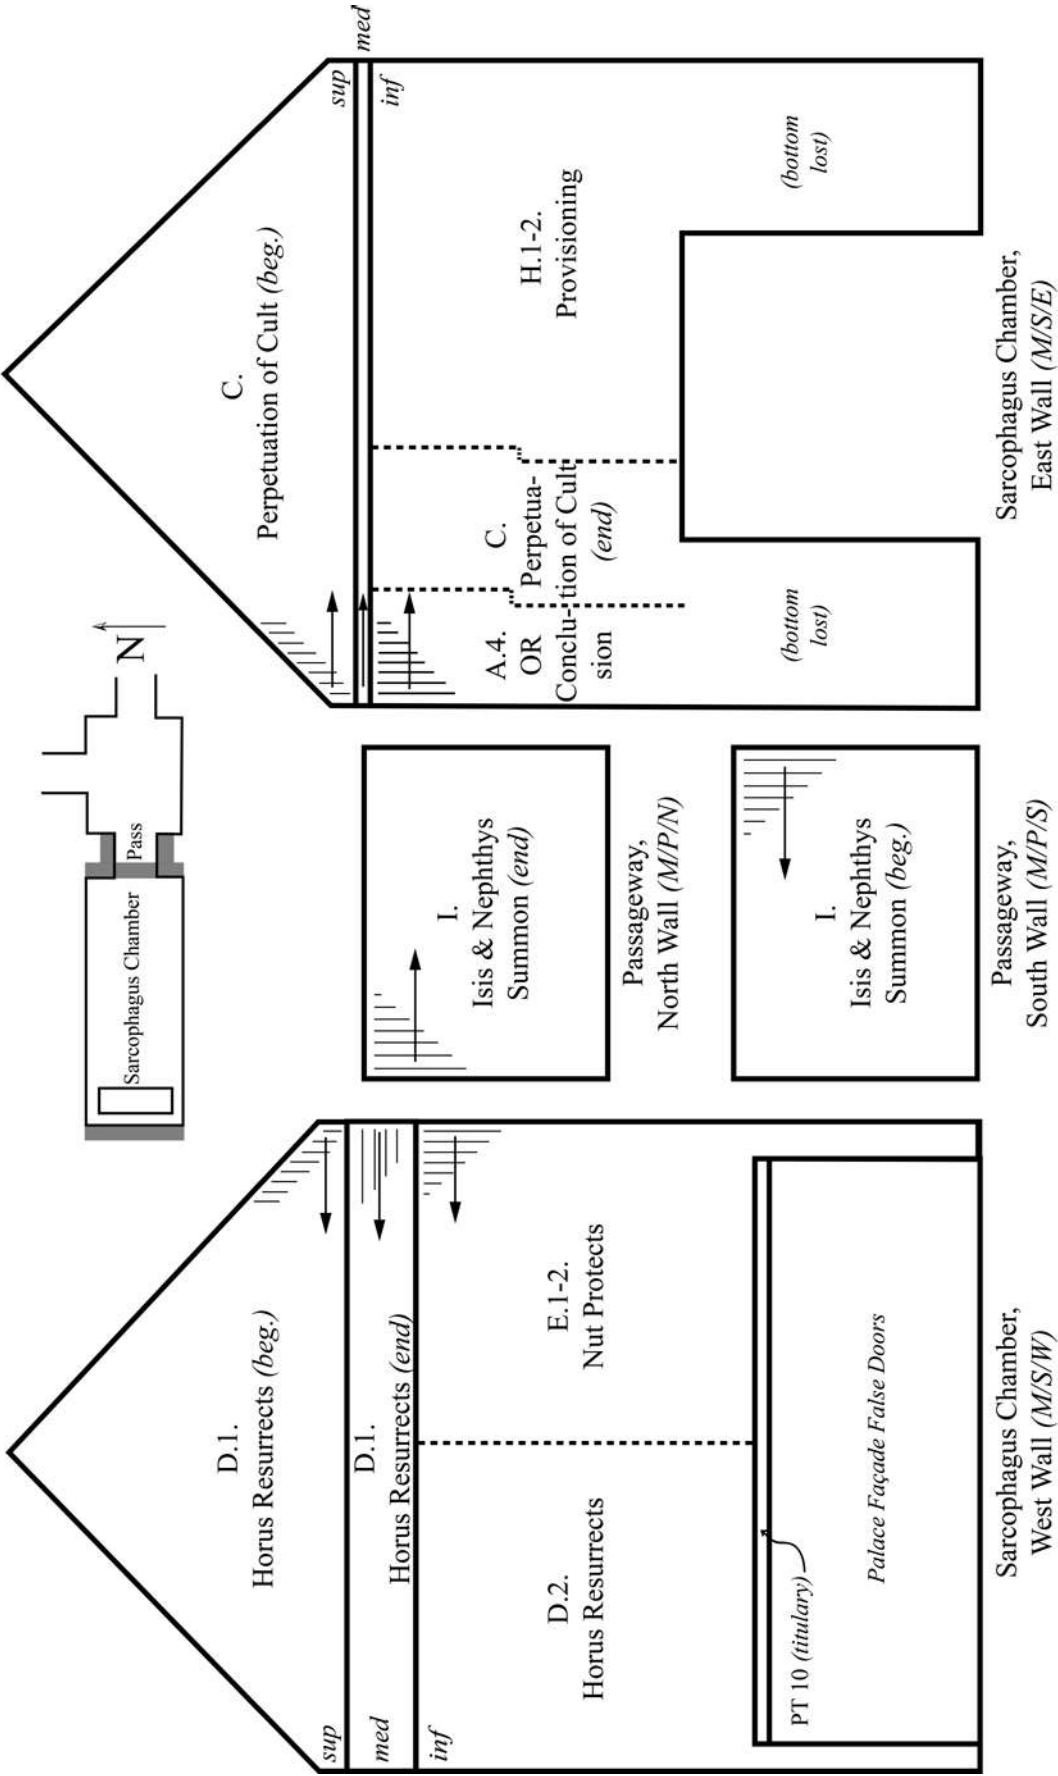 sup
med
inf
D.1.
Horus Resurrects (beg.)
D.1.
Horus Resurrects (end)
D.2.
Horus Resurrects
E.1-2.
Nut Protects
PT 10 (titulary)
Palace Façade False Doors
Sarcophagus Chamber,
West Wall (M/S/W)
Sarcophagus Chamber
Pass
N
I.
Isis & Nephthys
Summon (end)
Passageway,
North Wall (M/P/N)
I.
Isis & Nephthys
Summon (beg.)
Passageway,
South Wall (M/P/S)
C.
Perpetuation of Cult (beg.)
sup
med
inf
A.4.
OR
Conclu-
sion
C.
Perpetua-
tion of Cult
(end)
H.1-2.
Provisioning
(bottom
lost)
(bottom
lost)
Sarcophagus Chamber,
East Wall (M/S/E)